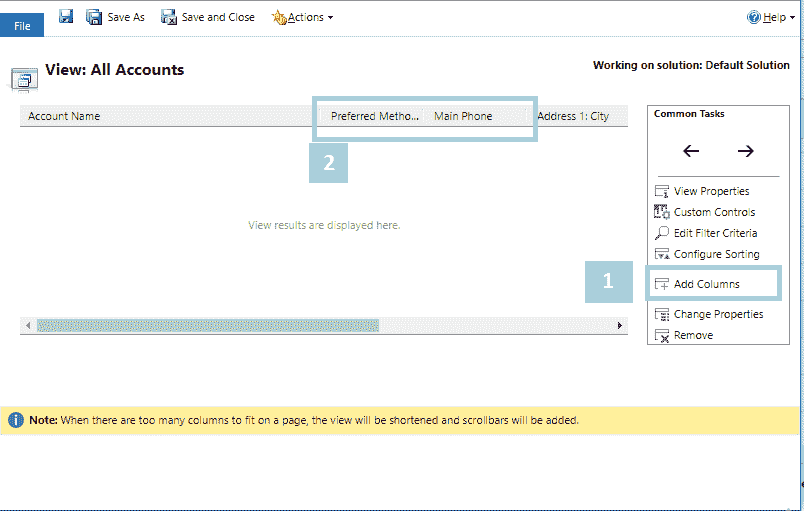 File Save As Save and Close Actions Help
View: All Accounts
Working on solution: Default Solution
Account Name Preferred Metho... Main Phone Address 1: City
2
View results are displayed here.
Common Tasks
View Properties
Custom Controls
Edit Filter Criteria
Configure Sorting
1
Add Columns
Change Properties
Remove
Note: When there are too many columns to fit on a page, the view will be shortened and scrollbars will be added.